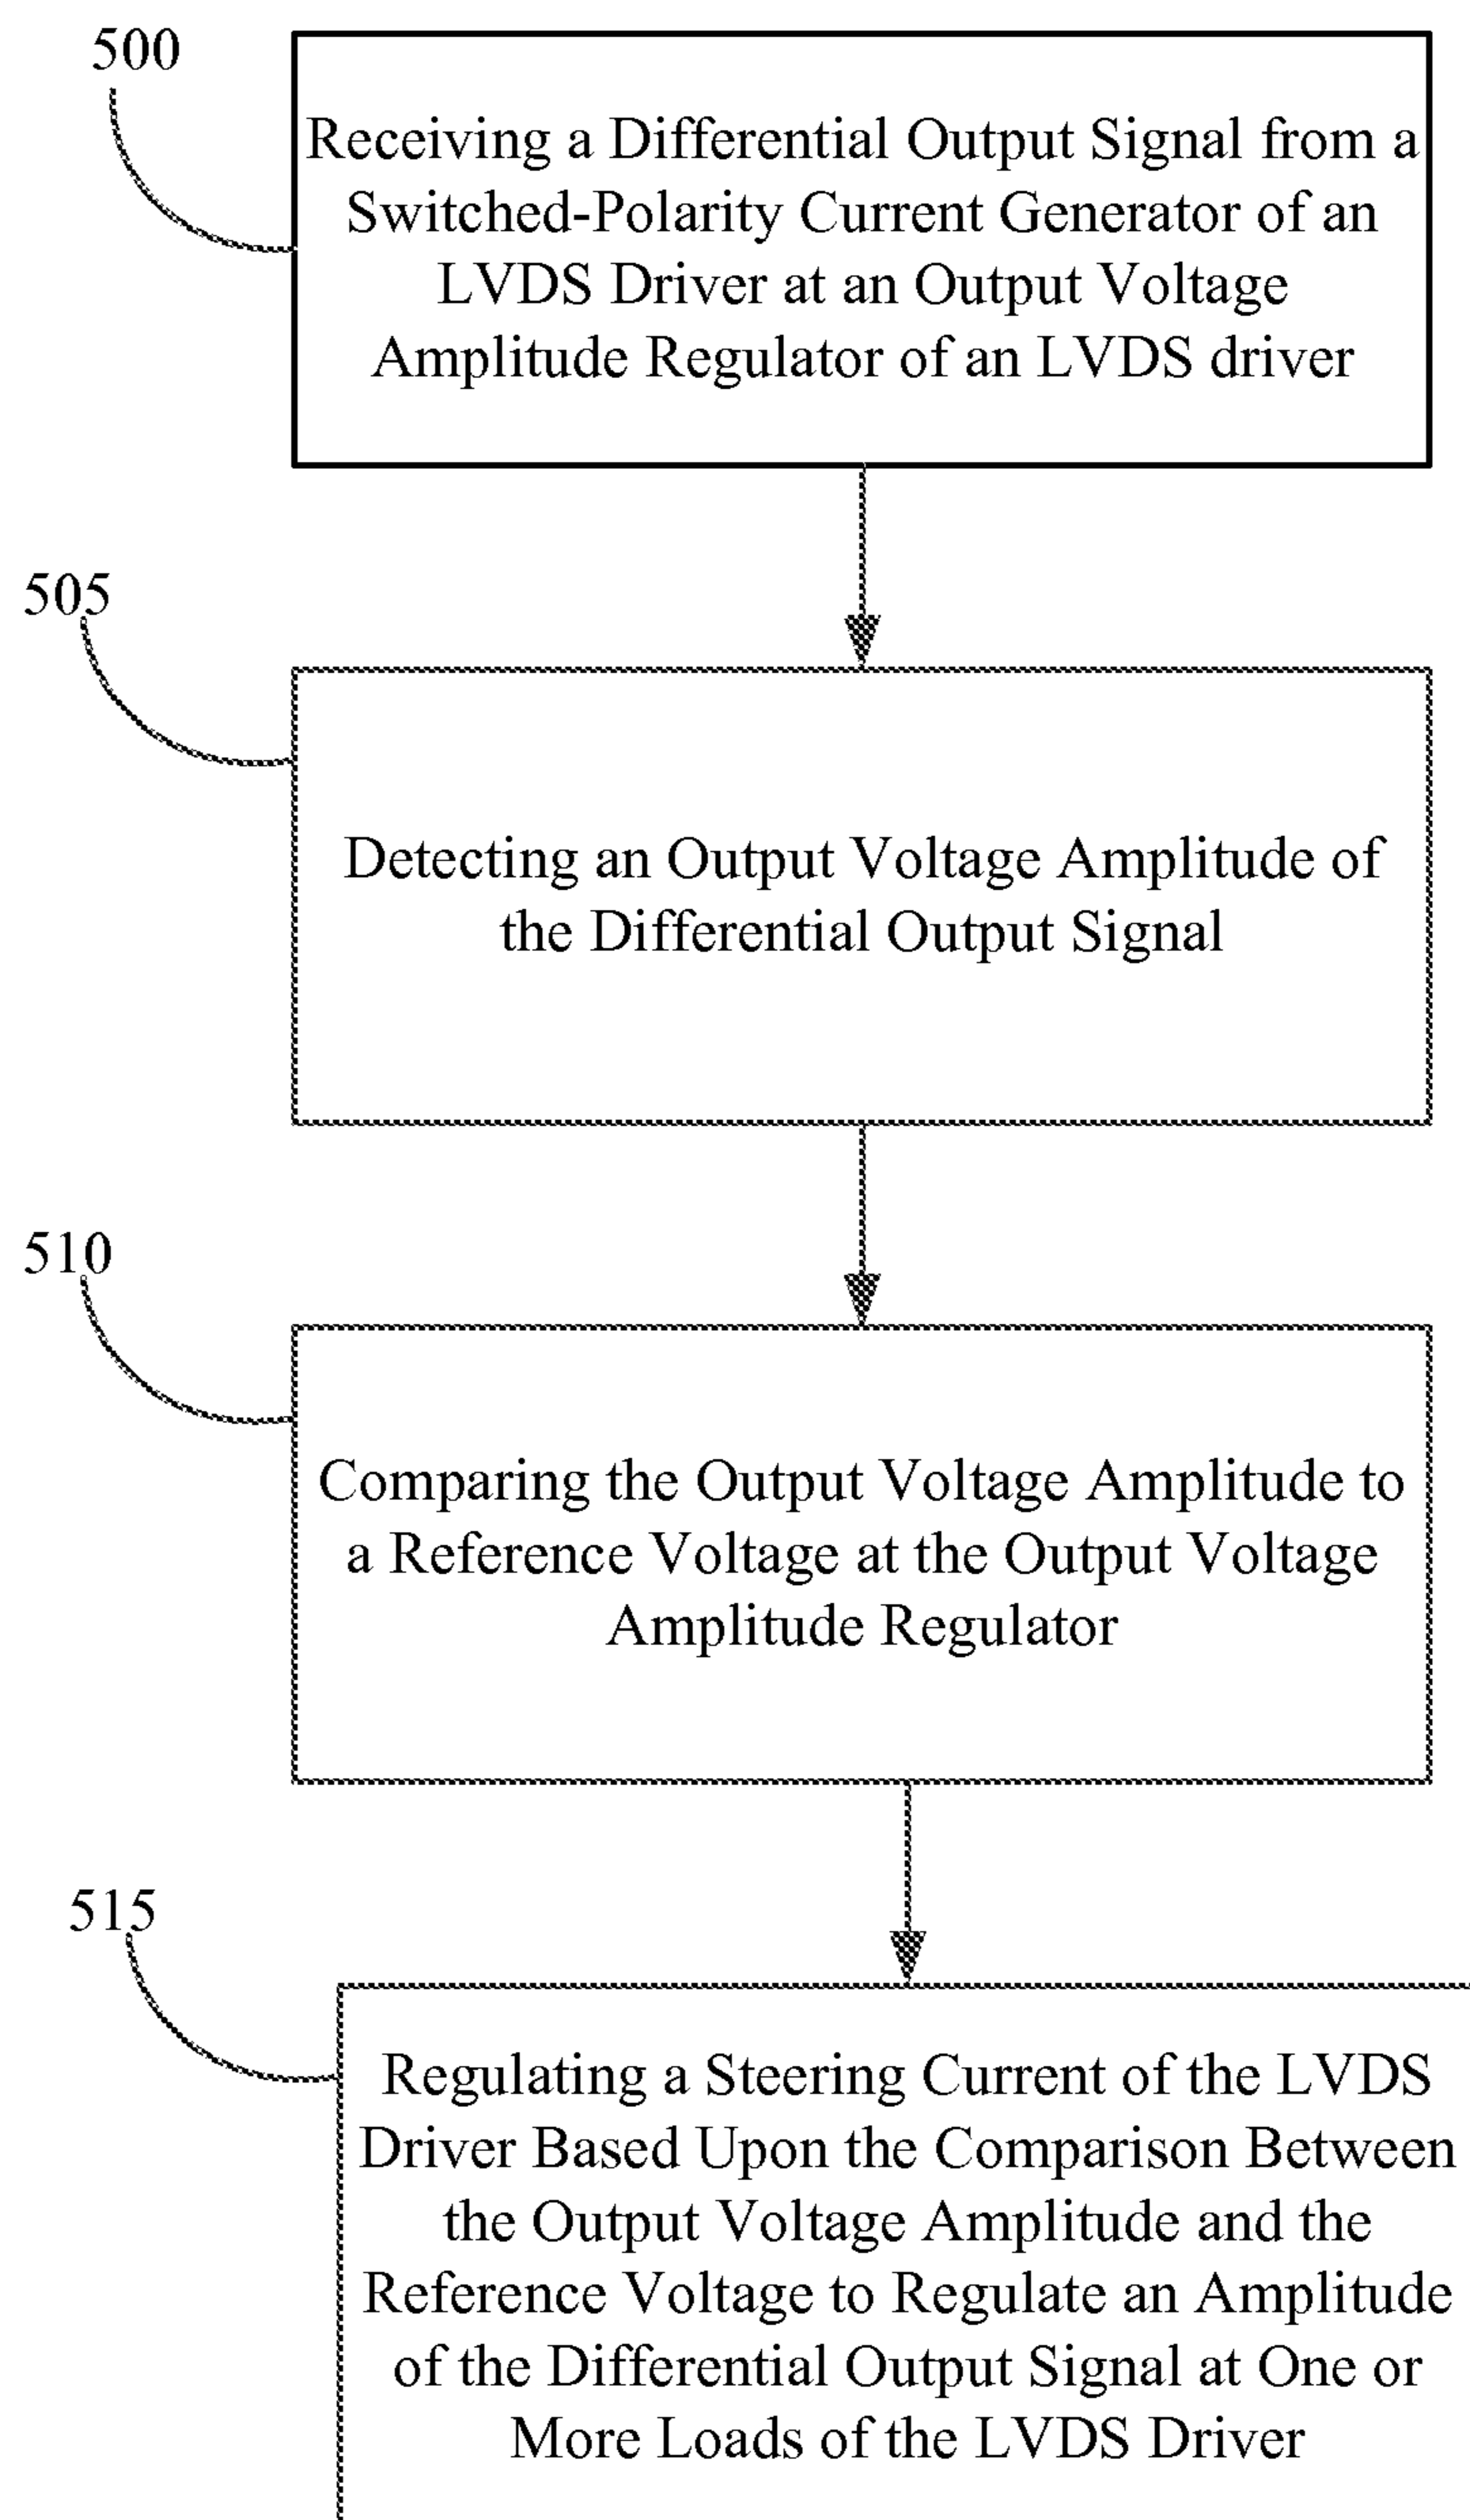 500
Receiving a Differential Output Signal from a
Switched-Polarity Current Generator of an
LVDS Driver at an Output Voltage
Amplitude Regulator of an LVDS driver
505
Detecting an Output Voltage Amplitude of
the Differential Output Signal
510
Comparing the Output Voltage Amplitude to
a Reference Voltage at the Output Voltage
Amplitude Regulator
515
Regulating a Steering Current of the LVDS
Driver Based Upon the Comparison Between
the Output Voltage Amplitude and the
Reference Voltage to Regulate an Amplitude
of the Differential Output Signal at One or
More Loads of the LVDS Driver